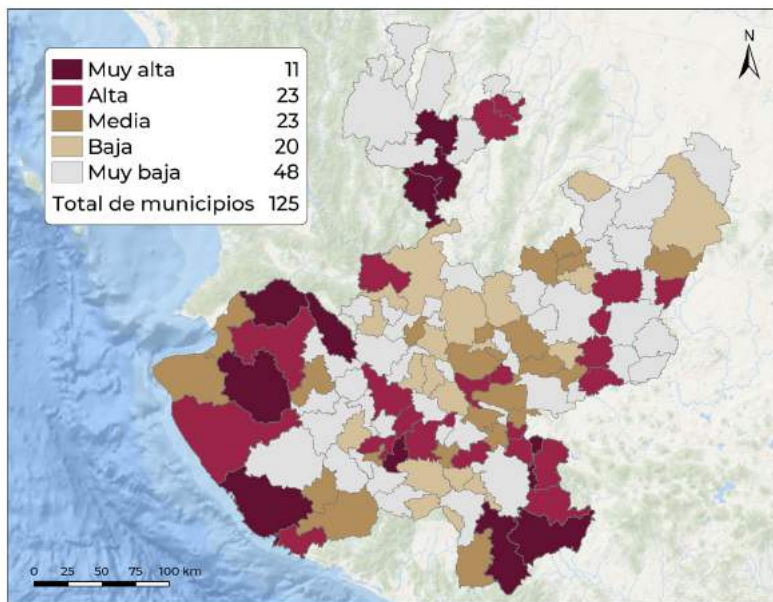 N
Muy alta 11
Alta 23
Media 23
Baja 20
Muy baja 48
Total de municipios 125
0 25 50 75 100 km